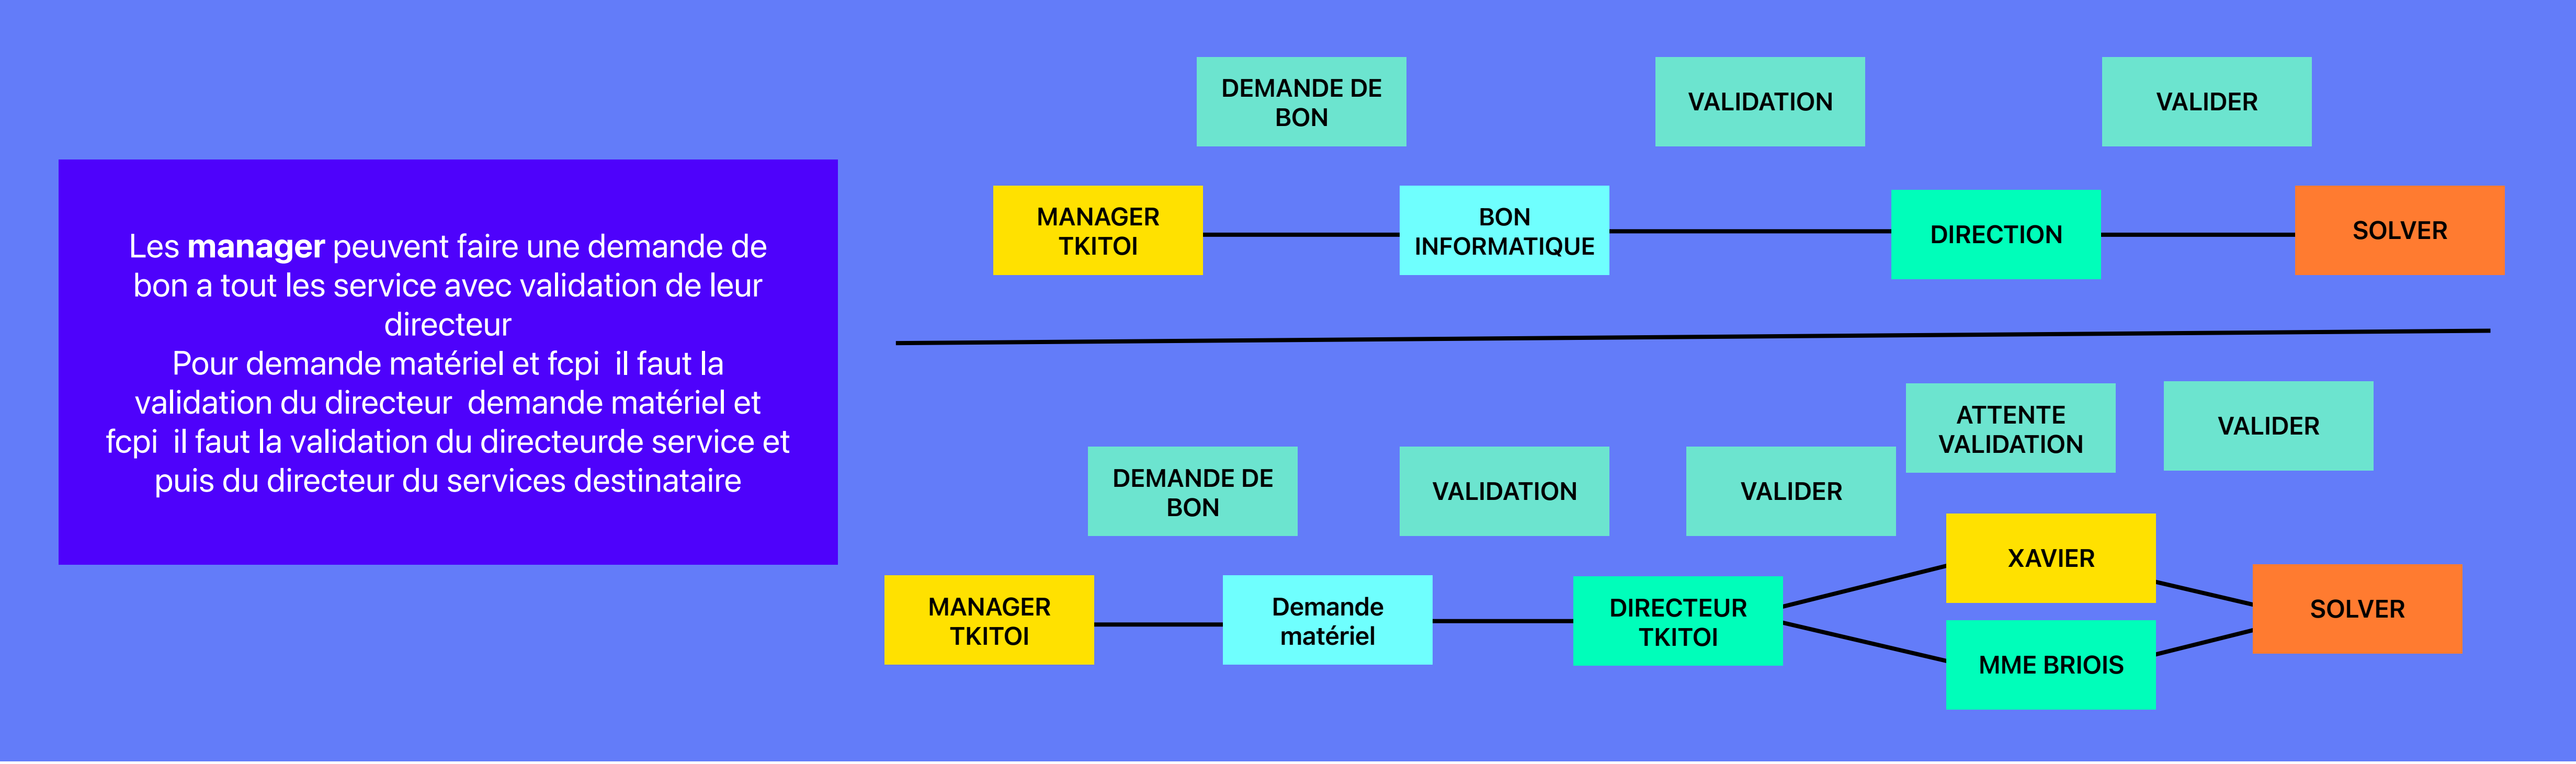 Les manager peuvent faire une demande de
bon a tout les service avec validation de leur
directeur
Pour demande matériel et fcpi  il faut la
validation du directeur  demande matériel et
fcpi  il faut la validation du directeurde service et
puis du directeur du services destinataire
DEMANDE DE
BON
VALIDATION
VALIDER
MANAGER
TKITOI
BON
INFORMATIQUE
DIRECTION
SOLVER
DEMANDE DE
BON
VALIDATION
VALIDER
ATTENTE
VALIDATION
VALIDER
MANAGER
TKITOI
Demande
matériel
DIRECTEUR
TKITOI
XAVIER
MME BRIOIS
SOLVER